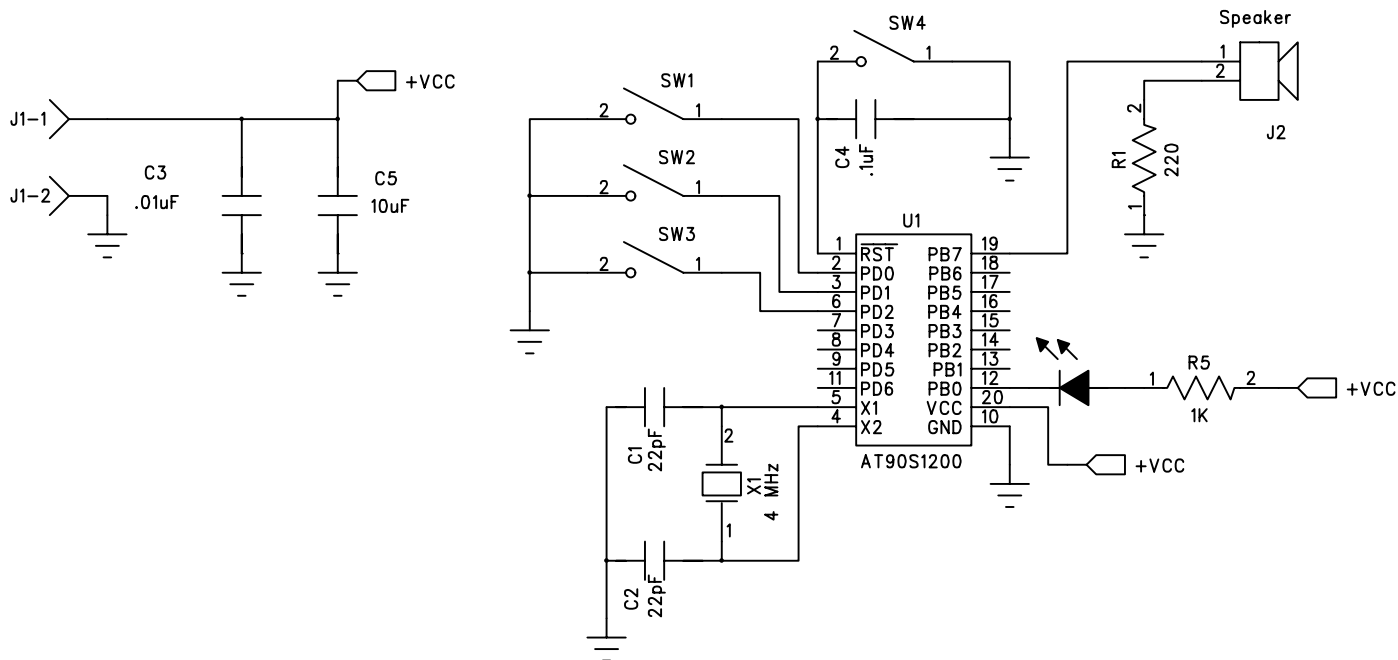 J1-1
J1-2
+VCC
C3
.01uF
C5
10uF
SW1
2
1
SW2
2
1
SW3
2
1
SW4
2
1
C4
.1uF
Speaker
1
2
J2
2
R1
220
1
U1
1
RST
PB7
19
2
PD0
PB6
18
3
PD1
PB5
17
6
PD2
PB4
16
7
PD3
PB3
15
8
PD4
PB2
14
9
PD5
PB1
13
11
PD6
PB0
12
5
X1
VCC
20
4
X2
GND
10
AT90S1200
R5
1
2
1K
+VCC
+VCC
C1
22pF
2
X1
4 MHz
1
C2
22pF